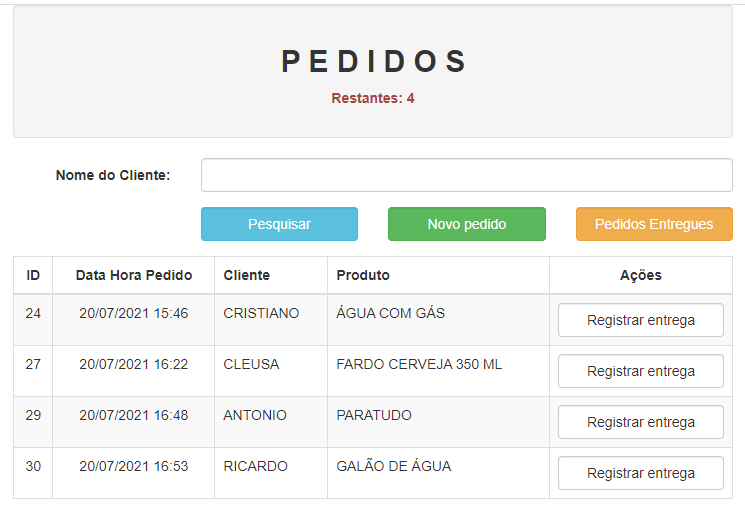 PEDIDOS
Restantes: 4
Nome do Cliente:
Pesquisar Novo pedido Pedidos Entregues
ID Data Hora Pedido Cliente Produto Ações
24 20/07/2021 15:46 CRISTIANO ÁGUA COM GÁS Registrar entrega
27 20/07/2021 16:22 CLEUSA FARDO CERVEJA 350 ML Registrar entrega
29 20/07/2021 16:48 ANTONIO PARATUDO Registrar entrega
30 20/07/2021 16:53 RICARDO GALÃO DE ÁGUA Registrar entrega